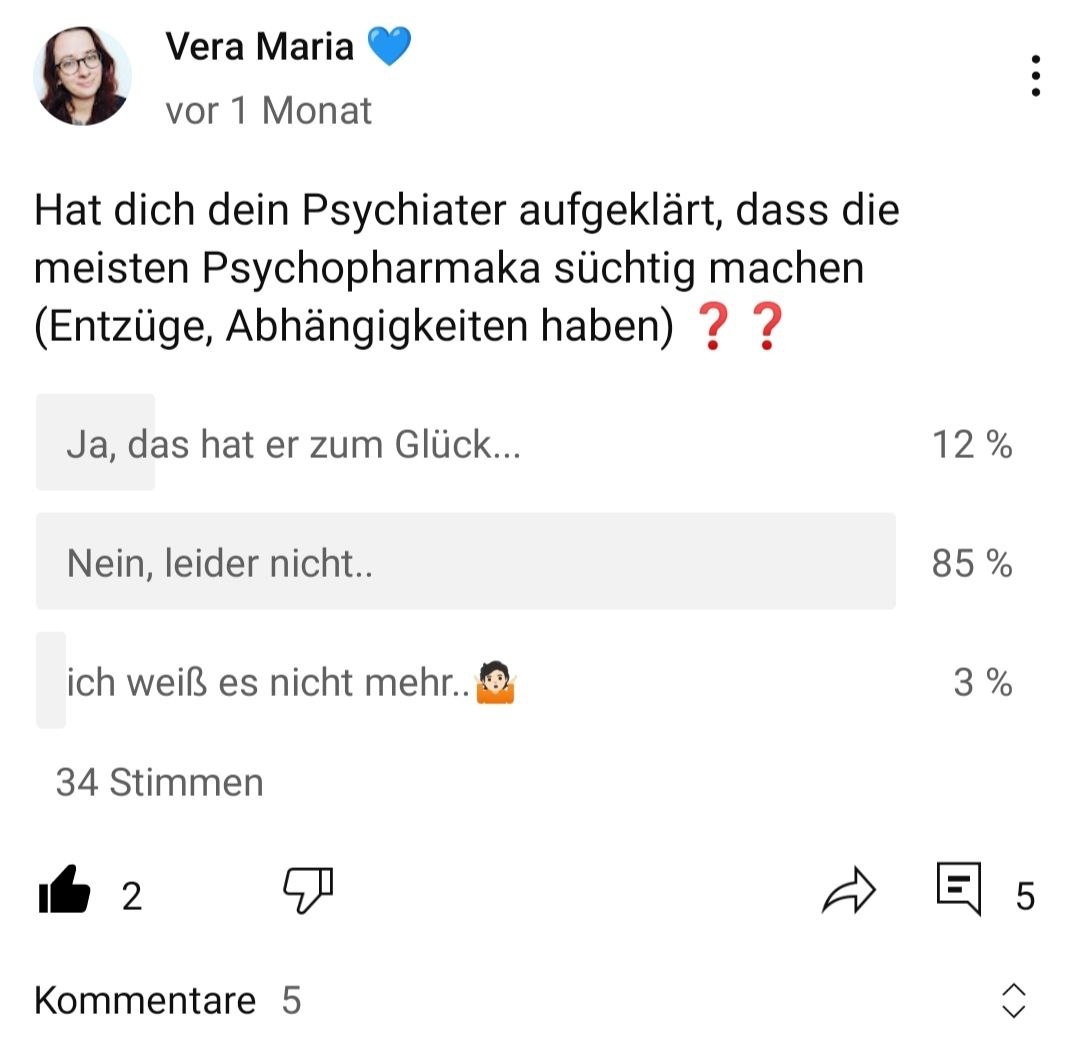 Vera Maria 💙
vor 1 Monat
Hat dich dein Psychiater aufgeklärt, dass die
meisten Psychopharmaka süchtig machen
(Entzüge, Abhängigkeiten haben) ❓❓
Ja, das hat er zum Glück... 12 %
Nein, leider nicht.. 85 %
ich weiß es nicht mehr..🤷🏻 3 %
34 Stimmen
2 5
Kommentare 5